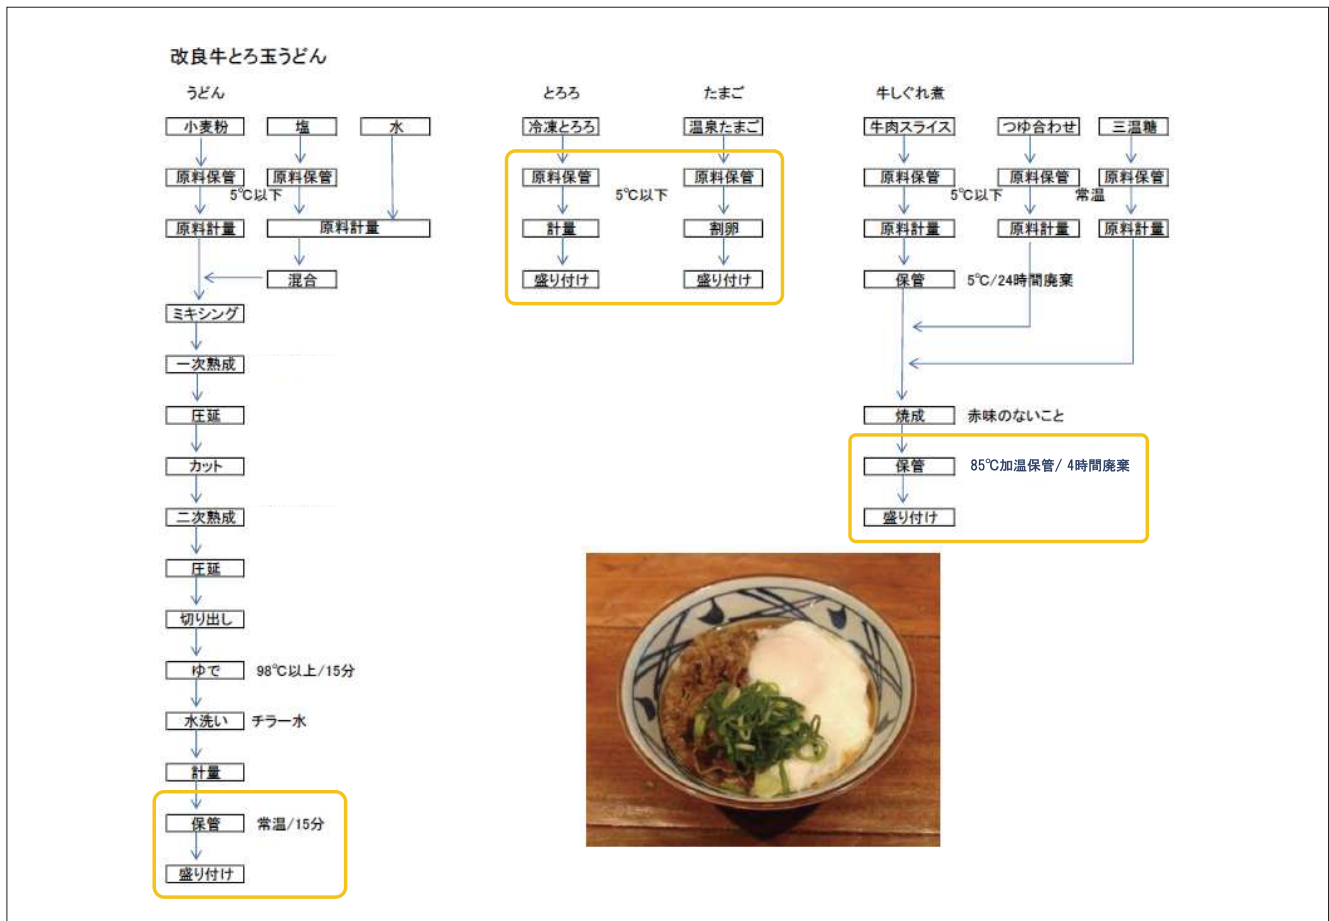 改良牛とろ玉うどん
うどん
小麦粉 塩 水
原料保管 原料保管
5℃以下
原料計量 原料計量
混合
ミキシング
一次熟成
圧延
カット
二次熟成
圧延
切り出し
ゆで 98℃以上/15分
水洗い チラー水
計量
保管 常温/15分
盛り付け
とろろ たまご
冷凍とろろ 温泉たまご
原料保管 5℃以下 原料保管
計量 割卵
盛り付け 盛り付け
牛しぐれ煮
牛肉スライス つゆ合わせ 三温糖
原料保管 原料保管 原料保管
5℃以下 常温
原料計量 原料計量 原料計量
保管 5℃/24時間廃棄
焼成 赤味のないこと
保管 85℃加温保管/ 4時間廃棄
盛り付け